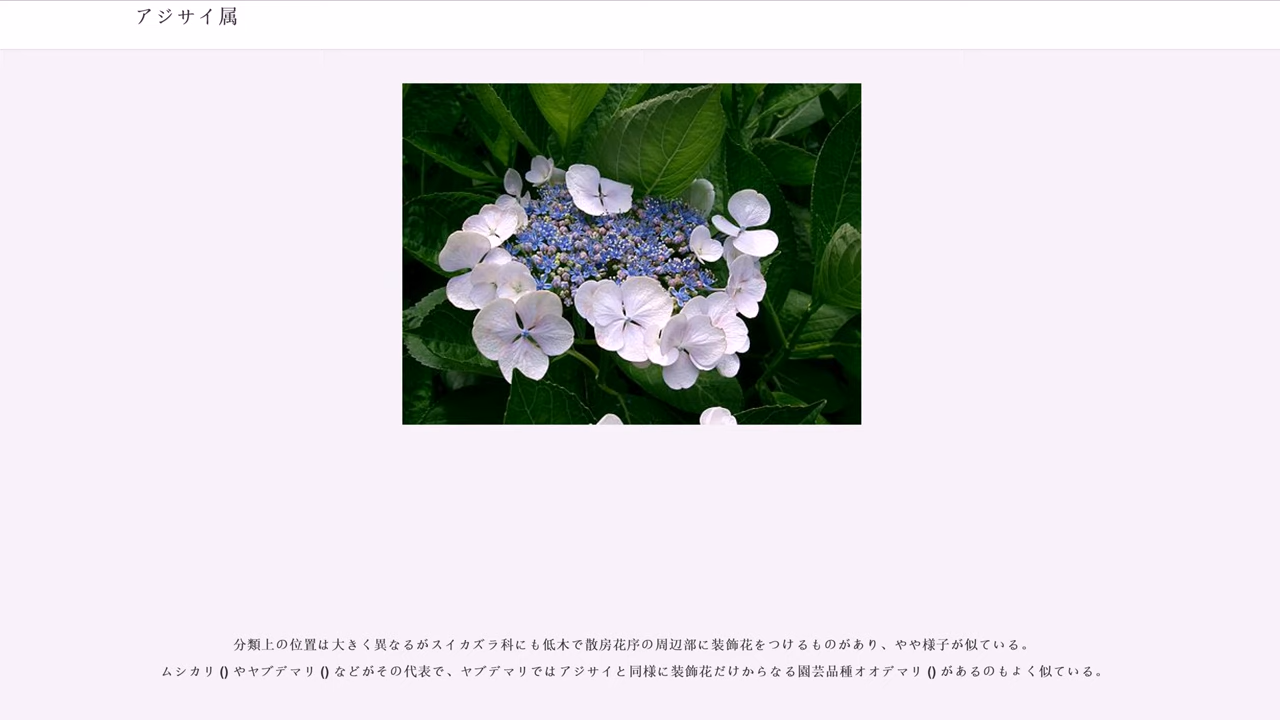 アジサイ属
分類上の位置は大きく異なるがスイカズラ科にも低木で散房花序の周辺部に装飾花をつけるものがあり、やや様子が似ている。
ムシカリ () やヤブデマリ () などがその代表で、ヤブデマリではアジサイと同様に装飾花だけからなる園芸品種オオデマリ () があるのもよく似ている。